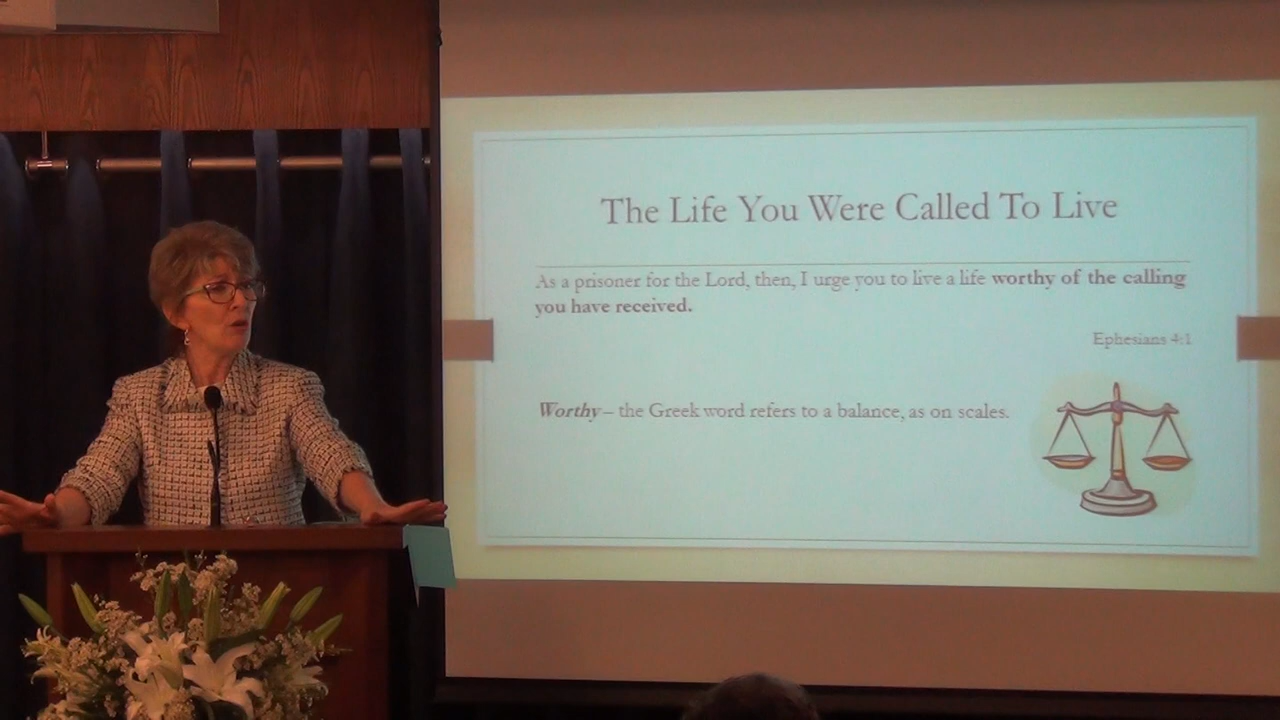 The Life You Were Called To Live
As a prisoner for the Lord, then, I urge you to live a life worthy of the calling
you have received.
Ephesians 4:1
Worthy – the Greek word refers to a balance, as on scales.